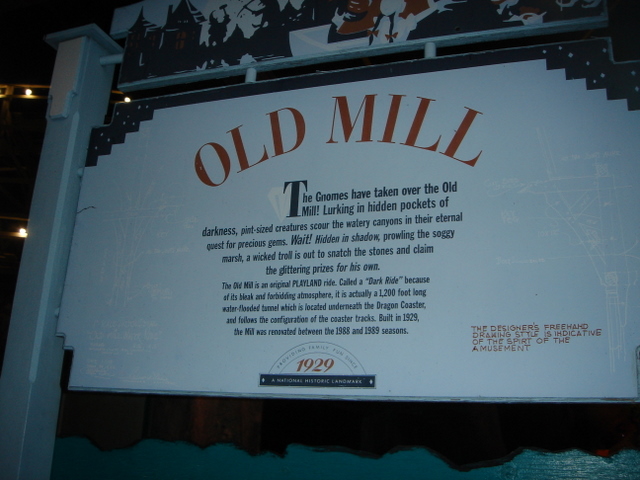 OLD MILL
The Gnomes have taken over the Old
Mill! Lurking in hidden pockets of
darkness, pint-sized creatures scour the watery canyons in their eternal
quest for precious gems. Wait! Hidden in shadow, prowling the soggy
marsh, a wicked troll is out to snatch the stones and claim
the glittering prizes for his own.
The Old Mill is an original PLAYLAND ride. Called a "Dark Ride" because
of its bleak and forbidding atmosphere, it is actually a 1,200 foot long
water-flooded tunnel which is located underneath the Dragon Coaster,
and follows the configuration of the coaster tracks. Built in 1929,
the Mill was renovated between the 1988 and 1989 seasons.
THE DESIGNER'S FREEHAND
DRAWING STYLE IS INDICATIVE
OF THE SPIRT OF THE
AMUSEMENT
PROVIDING FAMILY FUN SINCE
1929
A NATIONAL HISTORIC LANDMARK